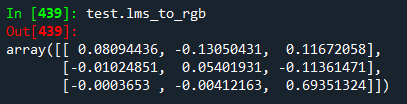 In [439]: test.lms_to_rgb
Out[439]:
array([[ 0.08094436, -0.13050431,  0.11672058],
       [-0.01024851,  0.05401931, -0.11361471],
       [-0.0003653 , -0.00412163,  0.69351324]])